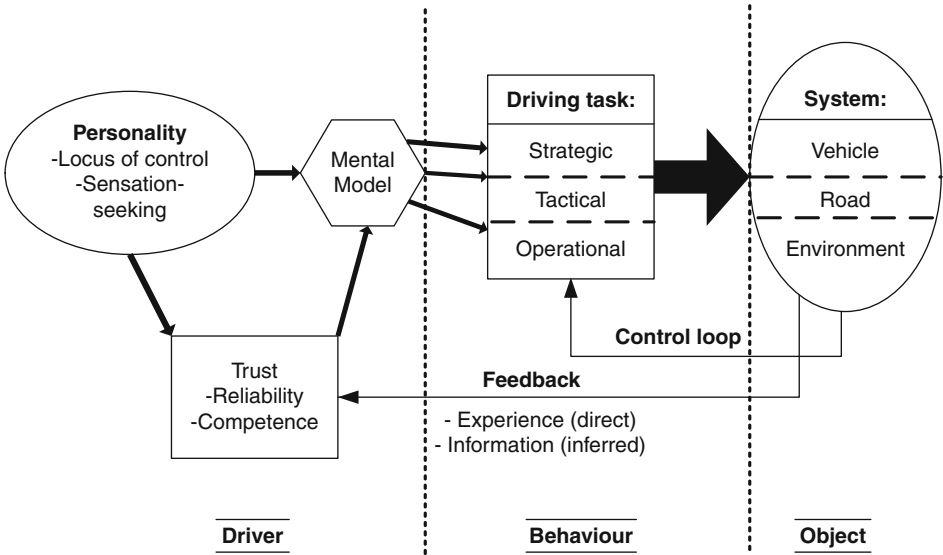 Personality
-Locus of control
-Sensation-
seeking
Mental
Model
Trust
-Reliability
-Competence
Driving task:
Strategic
Tactical
Operational
System:
Vehicle
Road
Environment
Control loop
Feedback
- Experience (direct)
- Information (inferred)
Driver
Behaviour
Object